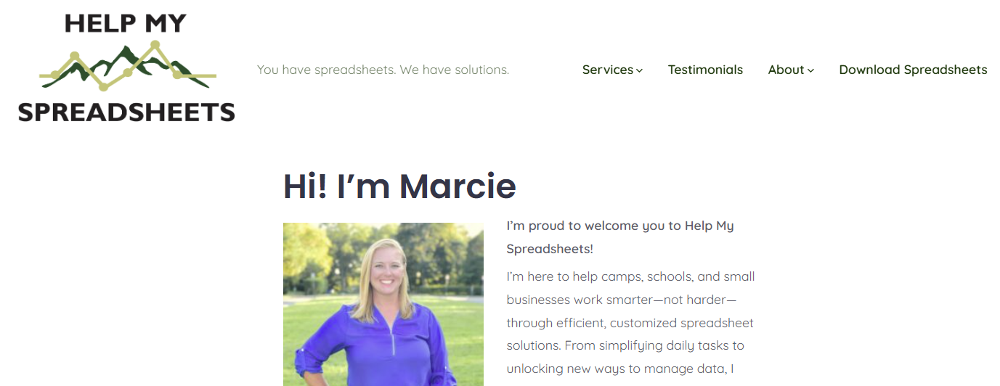 HELP MY
SPREADSHEETS
You have spreadsheets. We have solutions.
Services
Testimonials
About
Download Spreadsheets
Hi! I’m Marcie
I’m proud to welcome you to Help My
Spreadsheets!
I’m here to help camps, schools, and small
businesses work smarter—not harder—
through efficient, customized spreadsheet
solutions. From simplifying daily tasks to
unlocking new ways to manage data, I